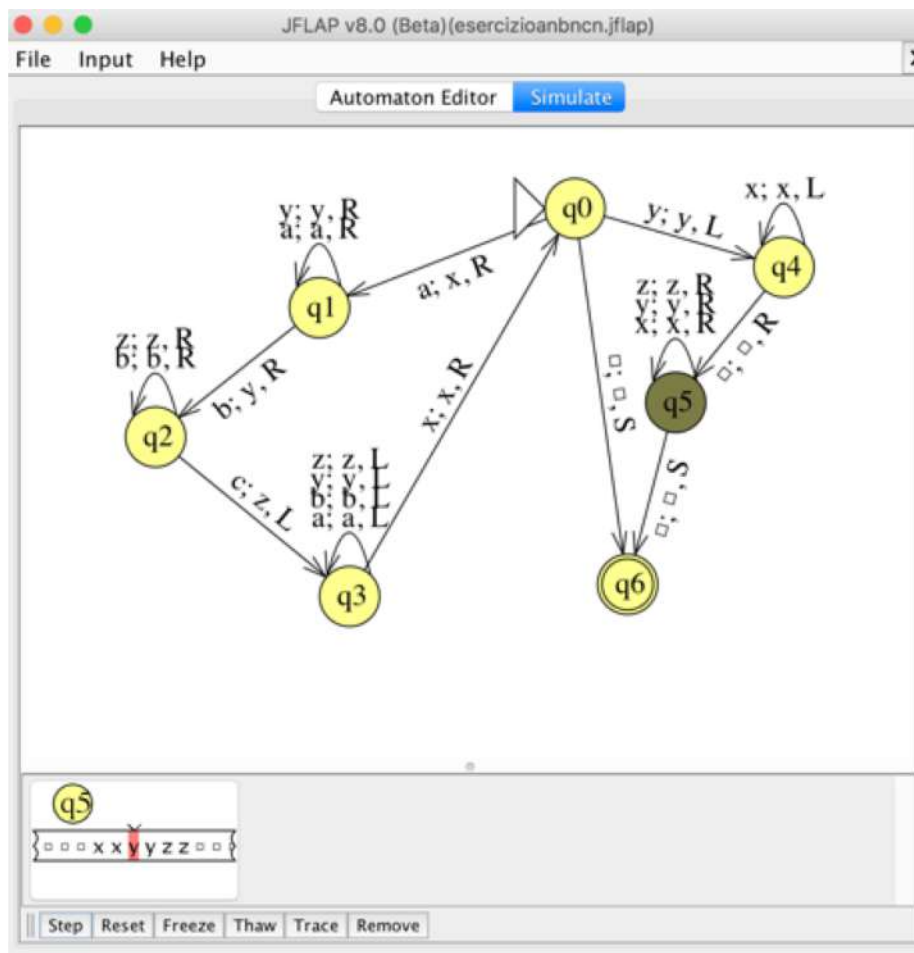 JFLAP v8.0 (Beta)(esercizioanbncn.jflap)
File Input Help
Automaton Editor Simulate
q0
y; y, L
x; x, L
q4
y; y, R
a; a, R
q1
a; x, R
z; z, R
y; y, R
x; x, R
q5
□; □, R
z; z, R
b; b, R
q2
b; y, R
x; x, R
□; □, S
□; □, S
c; z, L
z; z, L
y; y, L
b; b, L
a; a, L
q3
q6
q5
□ □ □ x x y y z z □ □
Step Reset Freeze Thaw Trace Remove